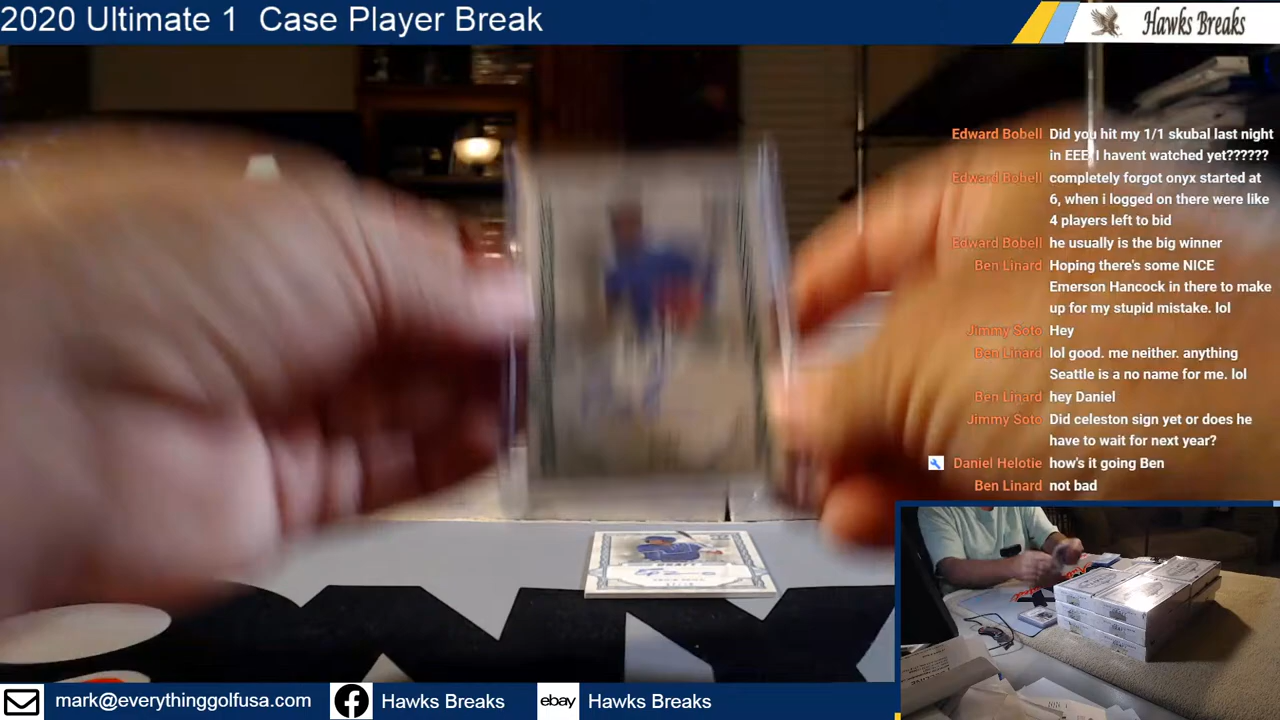 2020 Ultimate 1 Case Player Break
Hawks Breaks
Edward Bobell Did you hit my 1/1 skubal last night
in EEE, I havent watched yet??????
Edward Bobell completely forgot onyx started at
6, when i logged on there were like
4 players left to bid
Edward Bobell he usually is the big winner
Ben Linard Hoping there's some NICE
Emerson Hancock in there to make
up for my stupid mistake. lol
Jimmy Soto Hey
Ben Linard lol good. me neither. anything
Seattle is a no name for me. lol
Ben Linard hey Daniel
Jimmy Soto Did celeston sign yet or does he
have to wait for next year?
Daniel Helotie how's it going Ben
Ben Linard not bad
mark@everythinggolfusa.com
Hawks Breaks
ebay
Hawks Breaks